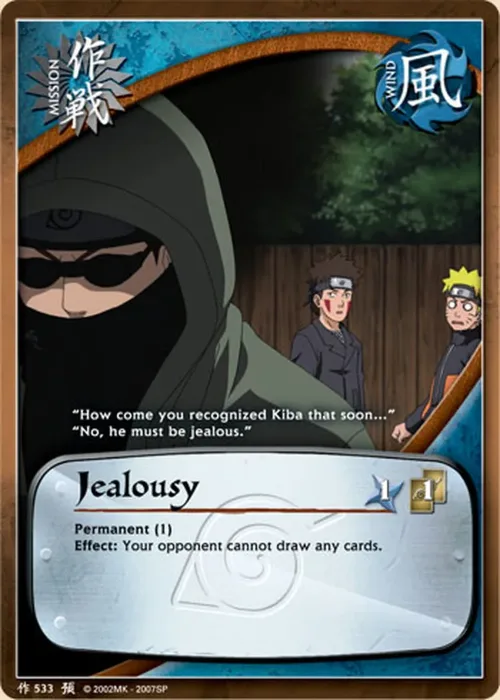 MISSION
作戦
WIND
風
“How come you recognized Kiba that soon...”
“No, he must be jealous.”
Jealousy
1
1
Permanent (1)
Effect: Your opponent cannot draw any cards.
作 533 © 2002MK - 2007SP